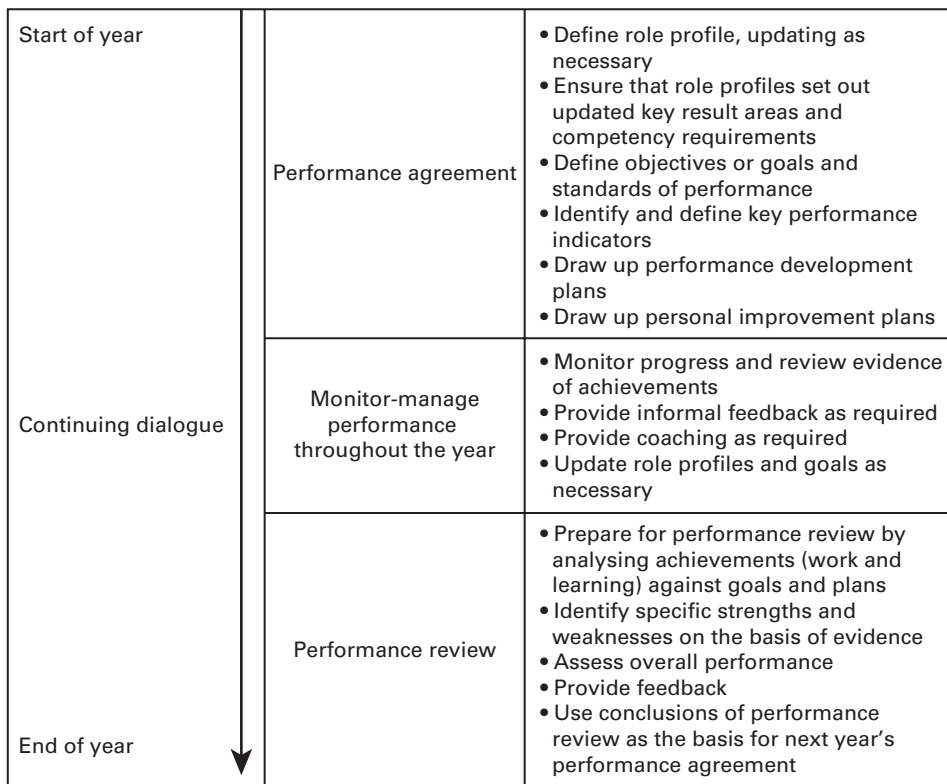 Start of year
Performance agreement
• Define role profile, updating as
necessary
• Ensure that role profiles set out
updated key result areas and
competency requirements
• Define objectives or goals and
standards of performance
• Identify and define key performance
indicators
• Draw up performance development
plans
• Draw up personal improvement plans
Continuing dialogue
Monitor-manage
performance
throughout the year
• Monitor progress and review evidence
of achievements
• Provide informal feedback as required
• Provide coaching as required
• Update role profiles and goals as
necessary
Performance review
• Prepare for performance review by
analysing achievements (work and
learning) against goals and plans
• Identify specific strengths and
weaknesses on the basis of evidence
• Assess overall performance
• Provide feedback
• Use conclusions of performance
review as the basis for next year’s
performance agreement
End of year